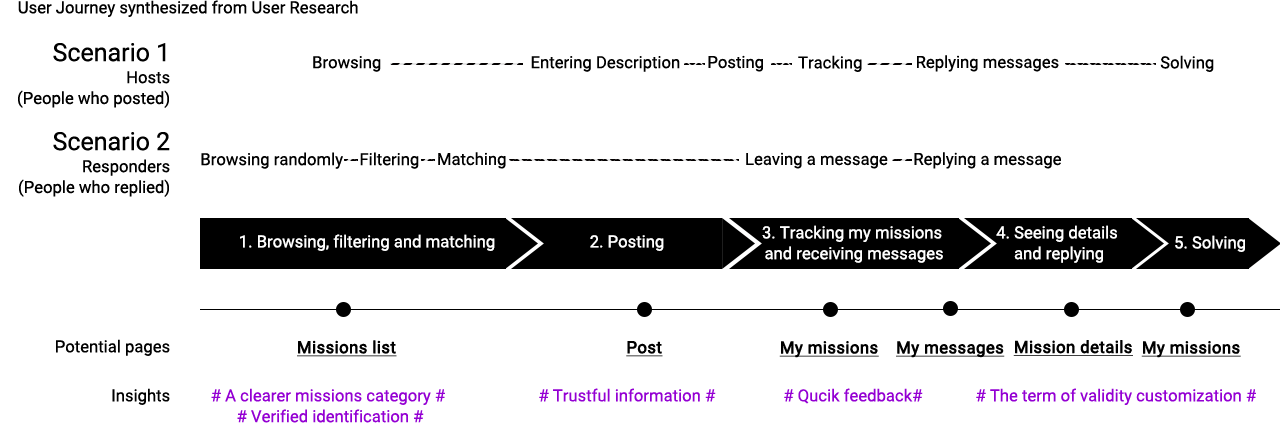 User Journey synthesized from User Research
Scenario 1
Hosts
(People who posted)
Browsing Entering Description Posting Tracking Replying messages Solving
Scenario 2
Responders
(People who replied)
Browsing randomly Filtering Matching Leaving a message Replying a message
1. Browsing, filtering and matching
2. Posting
3. Tracking my missions
and receiving messages
4. Seeing details
and replying
5. Solving
Potential pages
Missions list
Post
My missions
My messages
Mission details
My missions
Insights
# A clearer missions category #
# Verified identification #
# Trustful information #
# Qucik feedback#
# The term of validity customization #